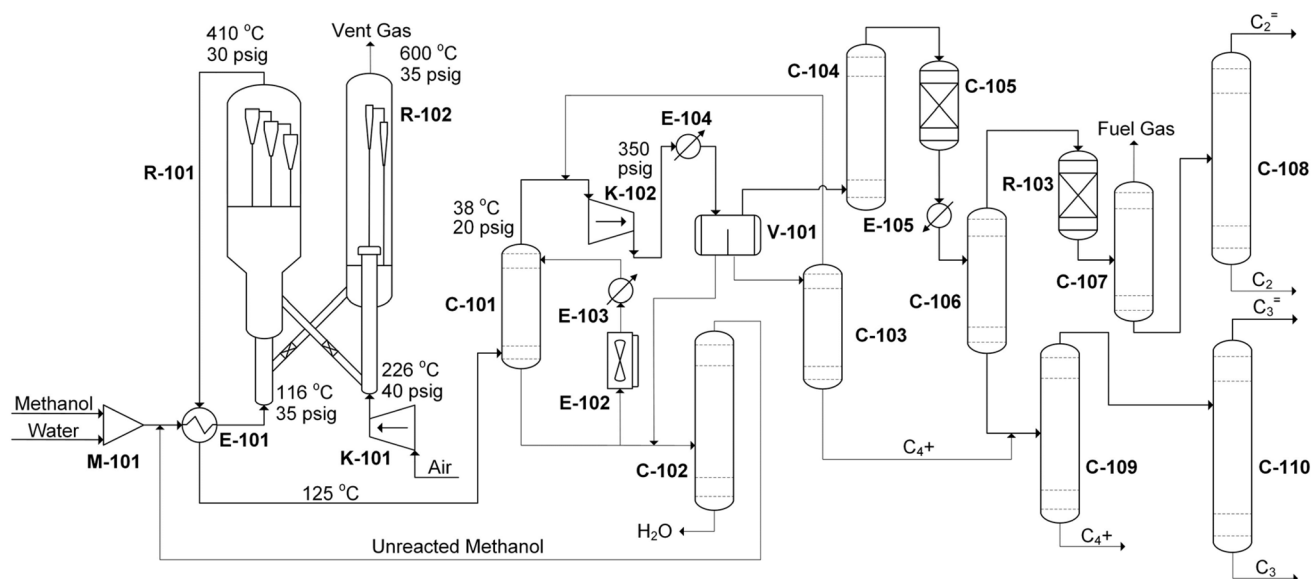 410 °C
30 psig
Vent Gas
600 °C
35 psig
R-102
R-101
E-104
350
psig
K-102
38 °C
20 psig
C-101
E-103
E-102
116 °C
35 psig
226 °C
40 psig
Methanol
Water
M-101
E-101
K-101
Air
125 °C
Unreacted Methanol
H₂O
C-102
V-101
C-103
C₄+
C-104
C-105
E-105
C-106
R-103
Fuel Gas
C-107
C₂⁼
C-108
C₂
C₃⁼
C-109
C₄+
C-110
C₃